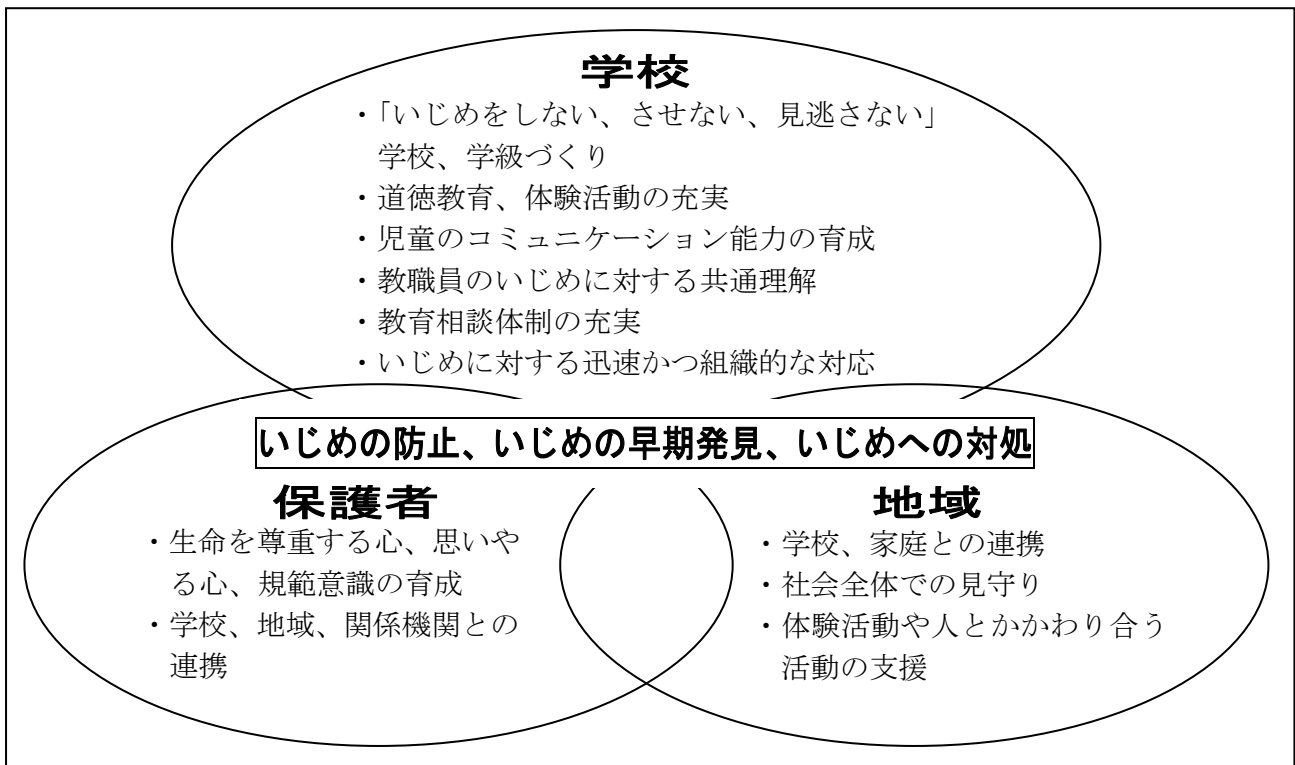 学校
・「いじめをしない、させない、見逃さない」
学校、学級づくり
・道徳教育、体験活動の充実
・児童のコミュニケーション能力の育成
・教職員のいじめに対する共通理解
・教育相談体制の充実
・いじめに対する迅速かつ組織的な対応
いじめの防止、いじめの早期発見、いじめへの対処
保護者
・生命を尊重する心、思いや
る心、規範意識の育成
・学校、地域、関係機関との
連携
地域
・学校、家庭との連携
・社会全体での見守り
・体験活動や人とかかわり合う
活動の支援